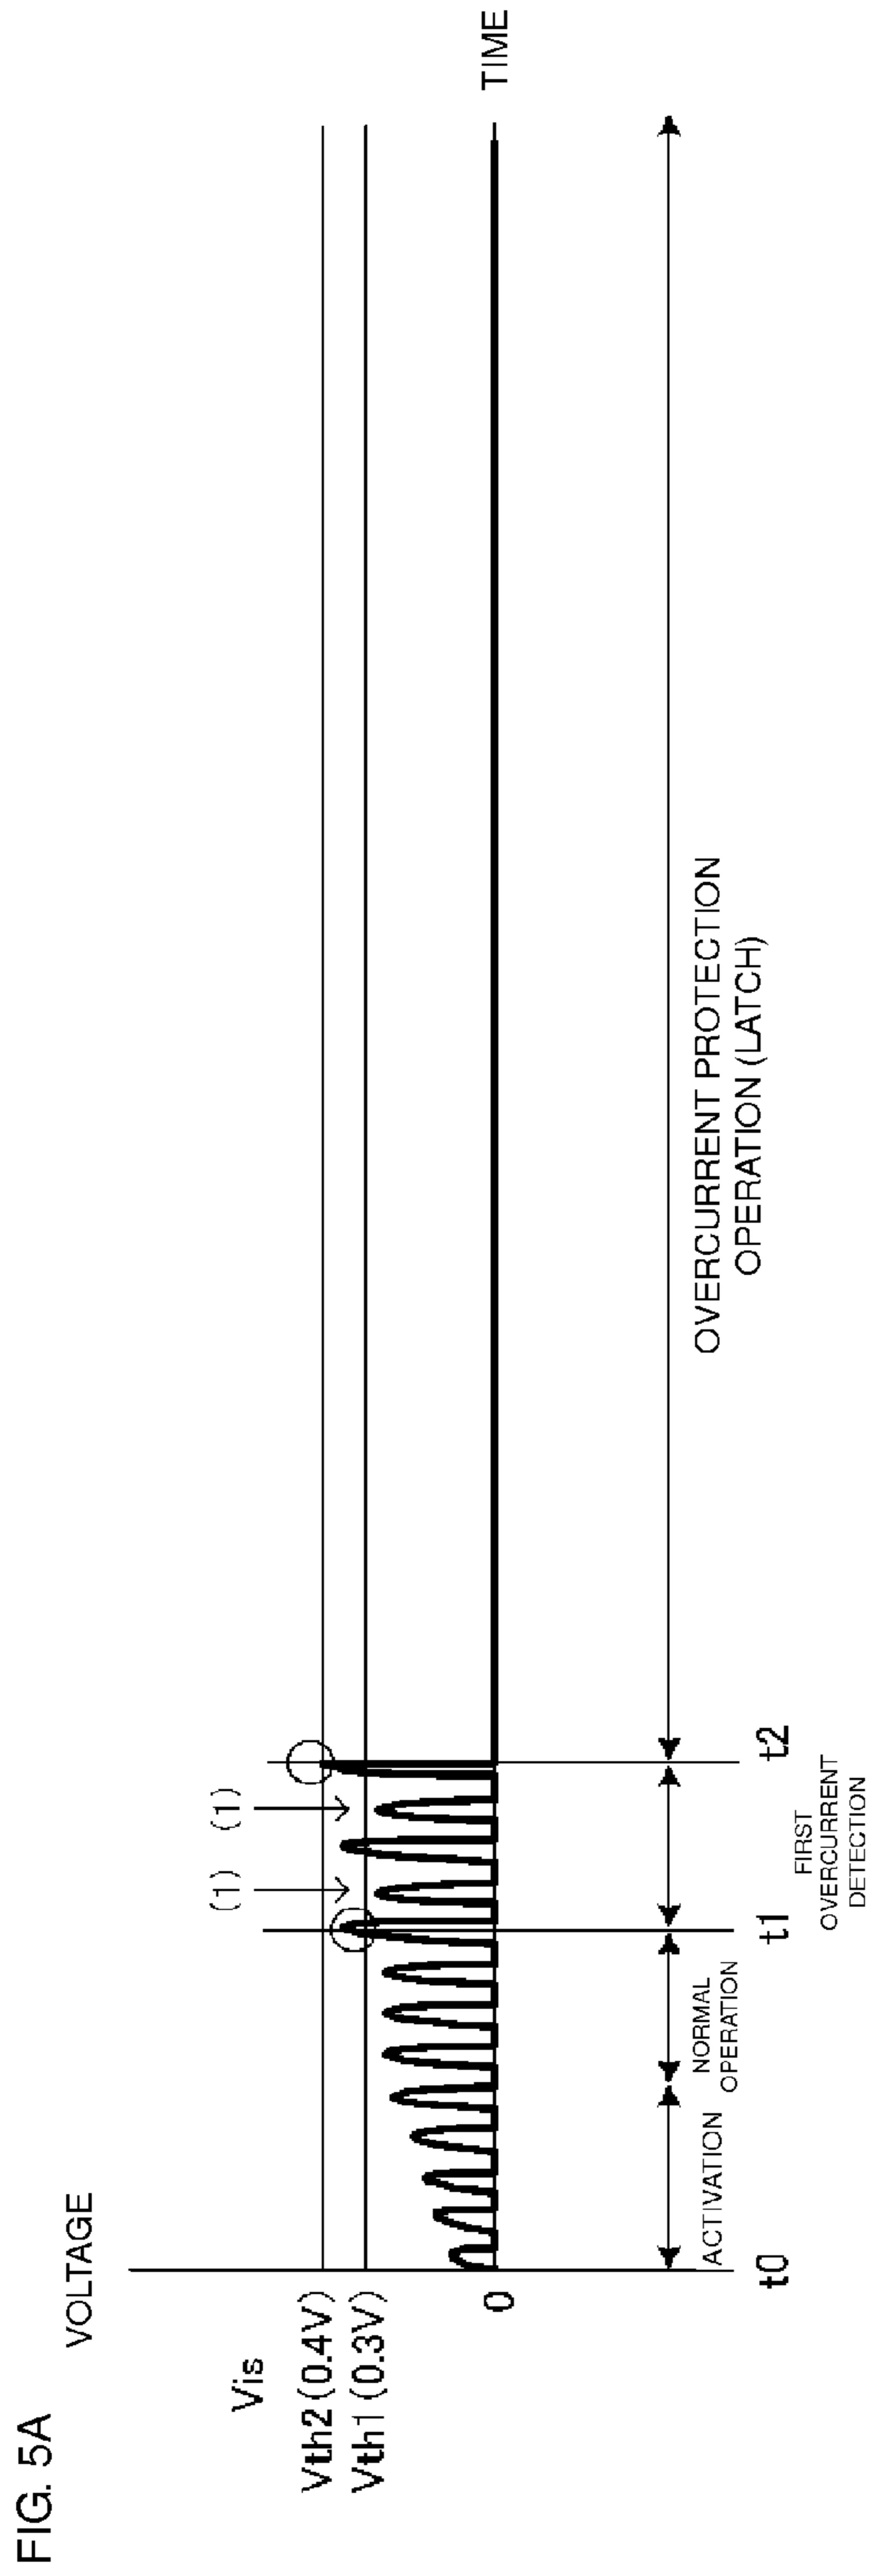 FIG. 5A
VOLTAGE
Vis
Vth2 (0.4V)
Vth1 (0.3V)
0
TIME
(1)
(1)
ACTIVATION
NORMAL
OPERATION
FIRST
OVERCURRENT
DETECTION
OVERCURRENT PROTECTION
OPERATION (LATCH)
t0
t1
t2